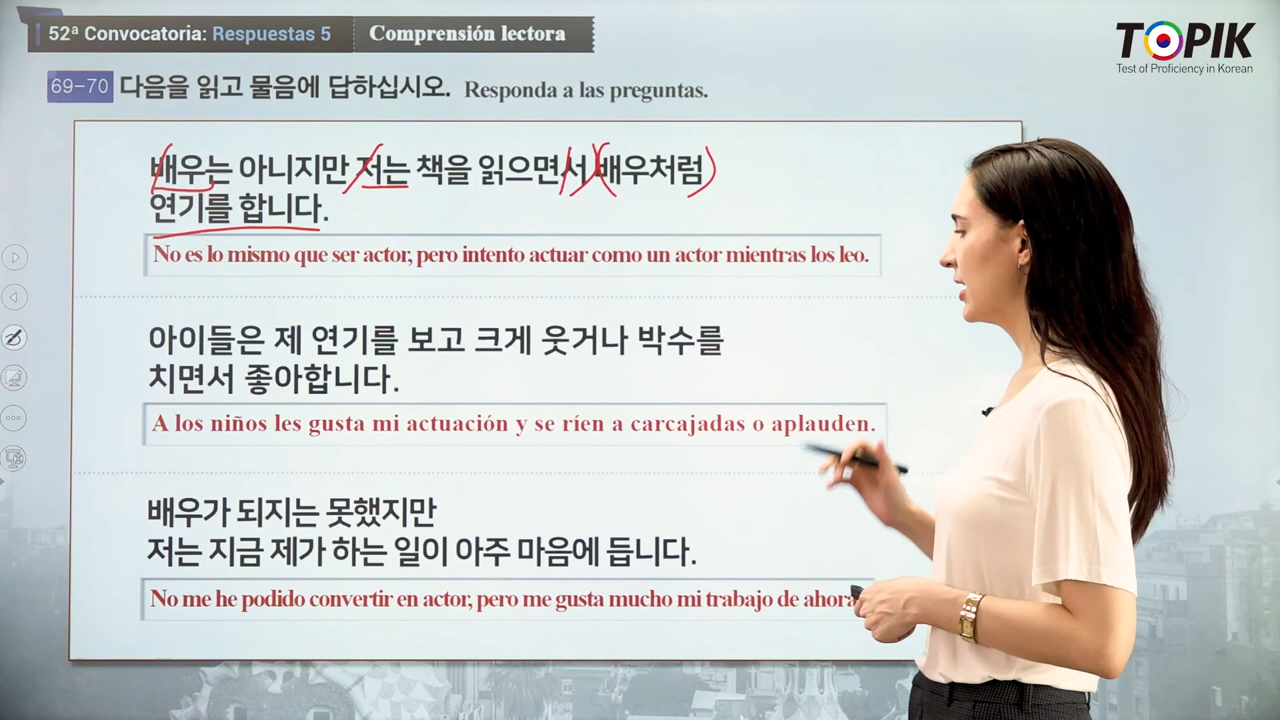 52ª Convocatoria: Respuestas 5 Comprensión lectora
TOPIK
Test of Proficiency in Korean
69-70 다음을 읽고 물음에 답하십시오. Responda a las preguntas.
배우는 아니지만 저는 책을 읽으면서 배우처럼
연기를 합니다.
No es lo mismo que ser actor, pero intento actuar como un actor mientras los leo.
아이들은 제 연기를 보고 크게 웃거나 박수를
치면서 좋아합니다.
A los niños les gusta mi actuación y se ríen a carcajadas o aplauden.
배우가 되지는 못했지만
저는 지금 제가 하는 일이 아주 마음에 듭니다.
No me he podido convertir en actor, pero me gusta mucho mi trabajo de ahora